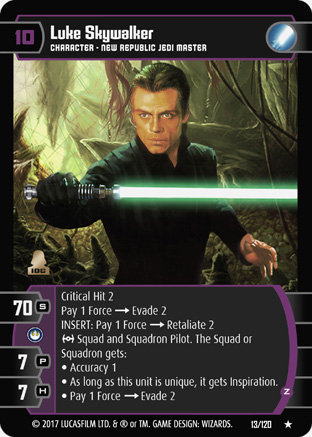 10 Luke Skywalker
CHARACTER - NEW REPUBLIC JEDI MASTER
IDC
70 S
Critical Hit 2
Pay 1 Force → Evade 2
INSERT: Pay 1 Force → Retaliate 2
Squad and Squadron Pilot. The Squad or
Squadron gets:
7 P
• Accuracy 1
• As long as this unit is unique, it gets Inspiration.
7 H
• Pay 1 Force → Evade 2
Z
© 2017 LUCASFILM LTD. & ® or TM. GAME DESIGN: WIZARDS. 13/120 ★